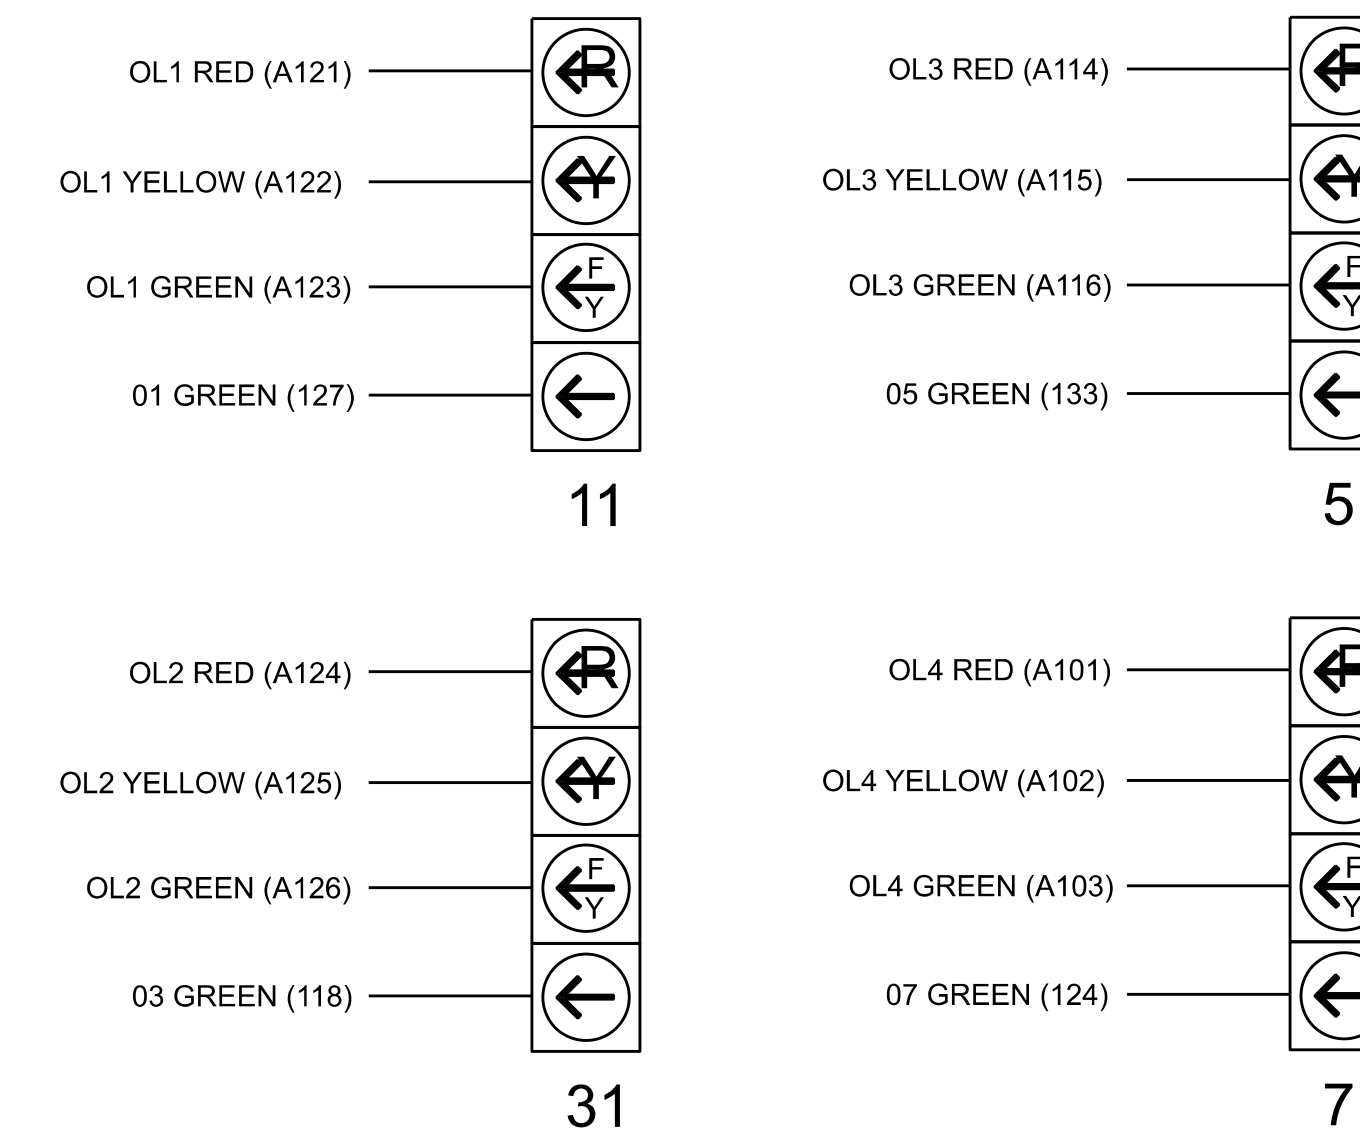 OL1 RED (A121)
R
OL1 YELLOW (A122)
Y
OL1 GREEN (A123)
F
Y
01 GREEN (127)
11
OL3 RED (A114)
OL3 YELLOW (A115)
OL3 GREEN (A116)
F
Y
05 GREEN (133)
5
OL2 RED (A124)
R
OL2 YELLOW (A125)
Y
OL2 GREEN (A126)
F
Y
03 GREEN (118)
31
OL4 RED (A101)
OL4 YELLOW (A102)
OL4 GREEN (A103)
F
Y
07 GREEN (124)
7